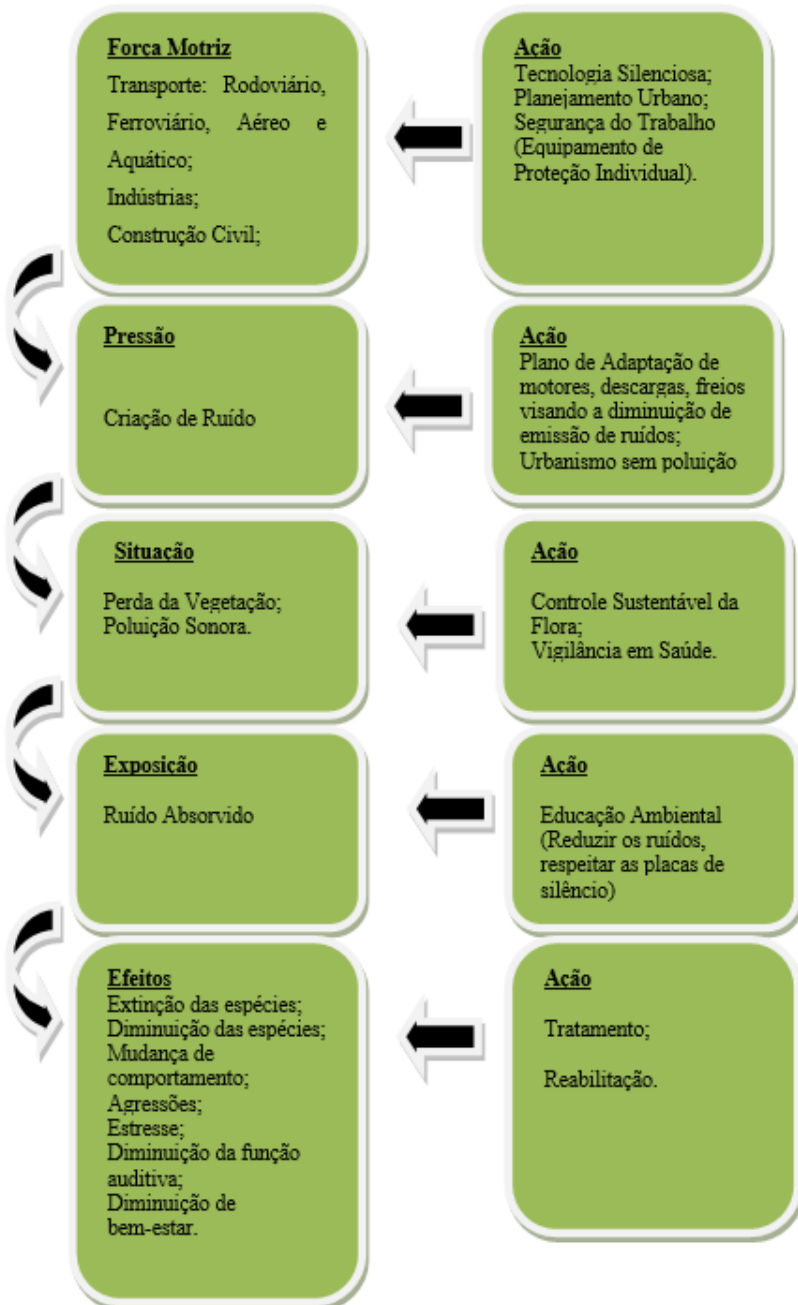 Força Motriz
Transporte: Rodoviário,
Ferroviário, Aéreo e
Aquático;
Indústrias;
Construção Civil;
Ação
Tecnologia Silenciosa;
Planejamento Urbano;
Segurança do Trabalho
(Equipamento de
Proteção Individual).
Pressão
Criação de Ruído
Ação
Plano de Adaptação de
motores, descargas, freios
visando a diminuição de
emissão de ruídos;
Urbanismo sem poluição
Situação
Perda da Vegetação;
Poluição Sonora.
Ação
Controle Sustentável da
Flora;
Vigilância em Saúde.
Exposição
Ruído Absorvido
Ação
Educação Ambiental
(Reduzir os ruídos,
respeitar as placas de
silêncio)
Efeitos
Extinção das espécies;
Diminuição das espécies;
Mudança de
comportamento;
Agressões;
Estresse;
Diminuição da função
auditiva;
Diminuição de
bem-estar.
Ação
Tratamento;
Reabilitação.